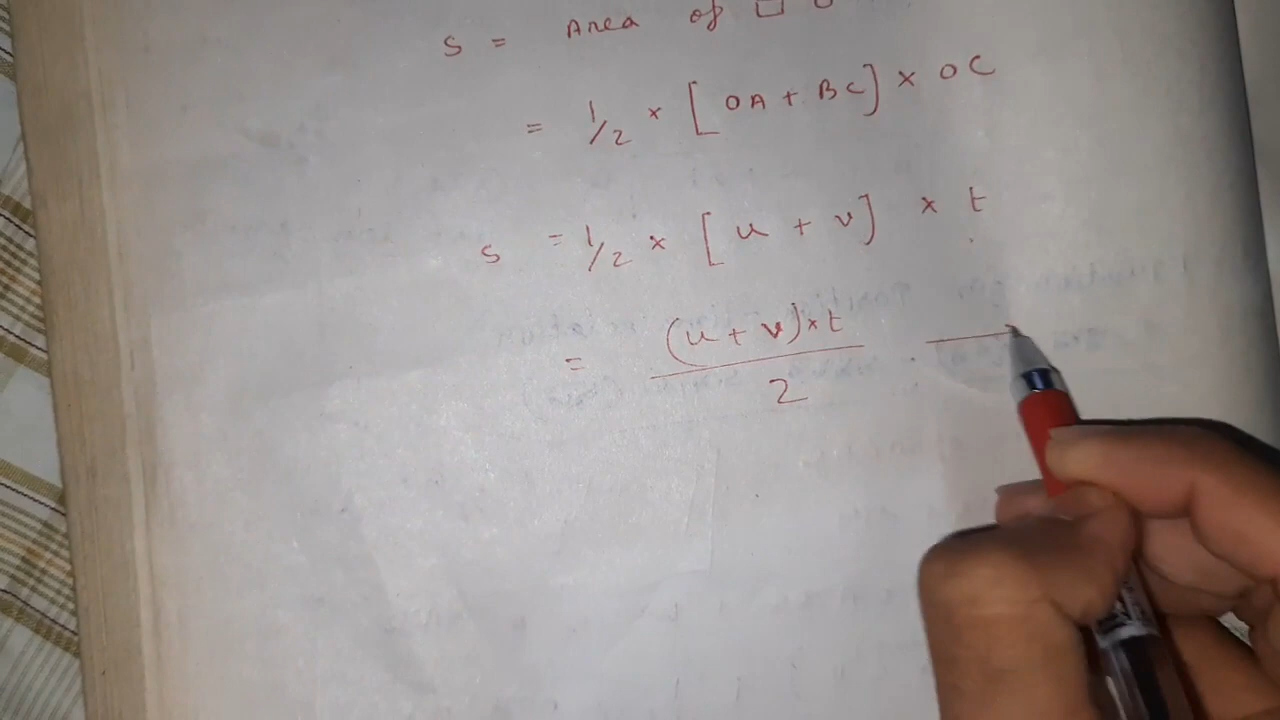 s = Area of □
= 1/2 × [OA + BC] × OC
s = 1/2 × [u + v] × t
= (u + v) × t / 2